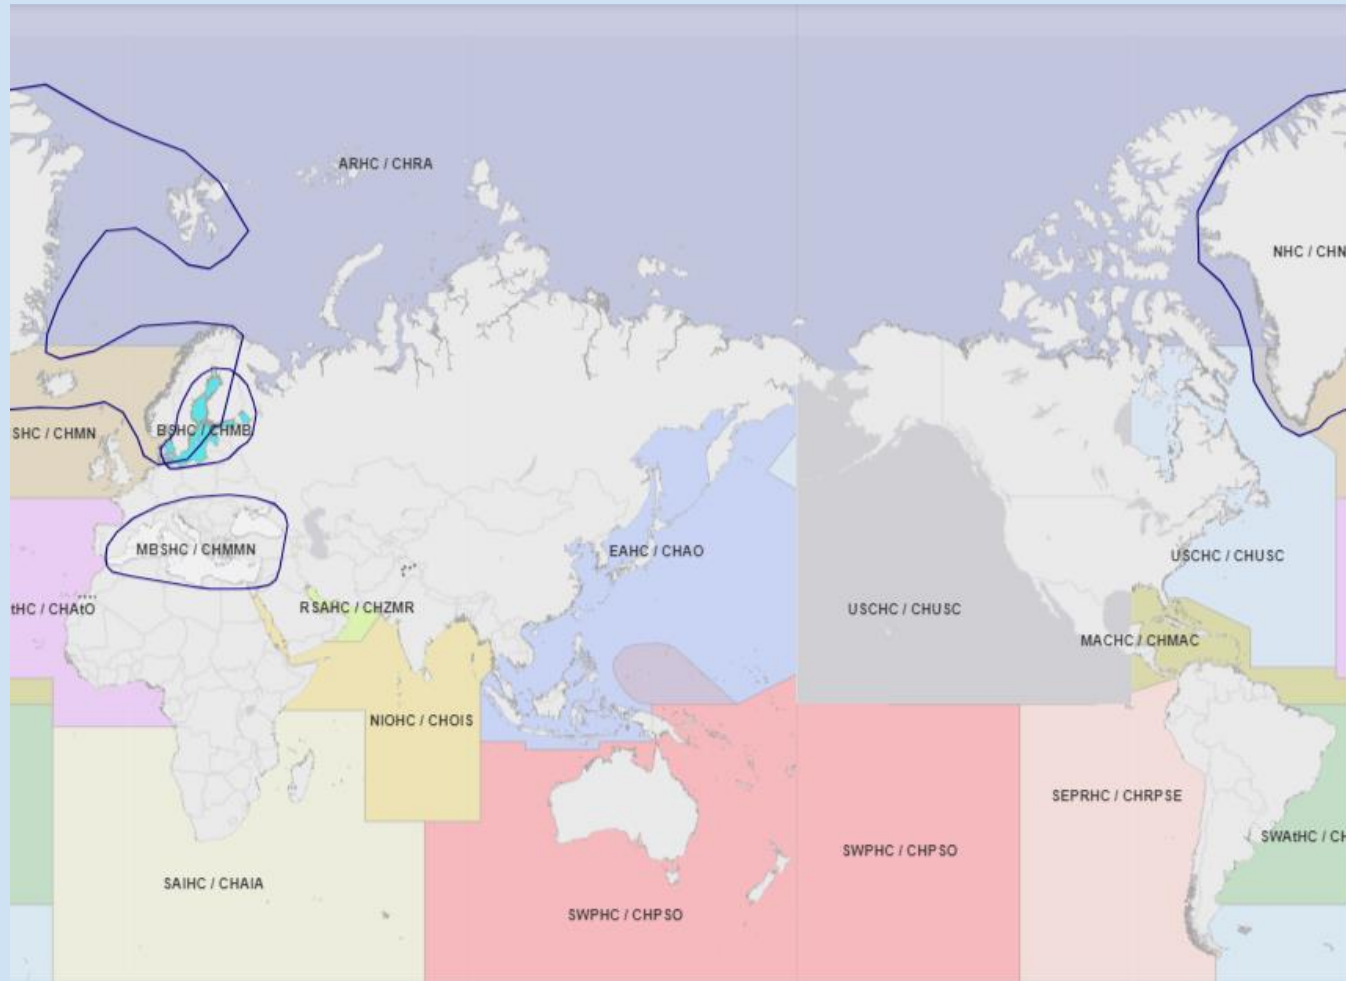 ARHC / CHRA
NHC / CHN
SHC / CHMN
BSHC / CHMB
MBSHC / CHMMN
EAHC / CHAO
USCHC / CHUSC
tHC / CHAtO
RSAHC / CHZMR
USCHC / CHUSC
MACHC / CHMAC
NIOHC / CHOIS
SEPRHC / CHRPSE
SWAtHC / CH
SWPHC / CHPSO
SAIHC / CHAIA
SWPHC / CHPSO